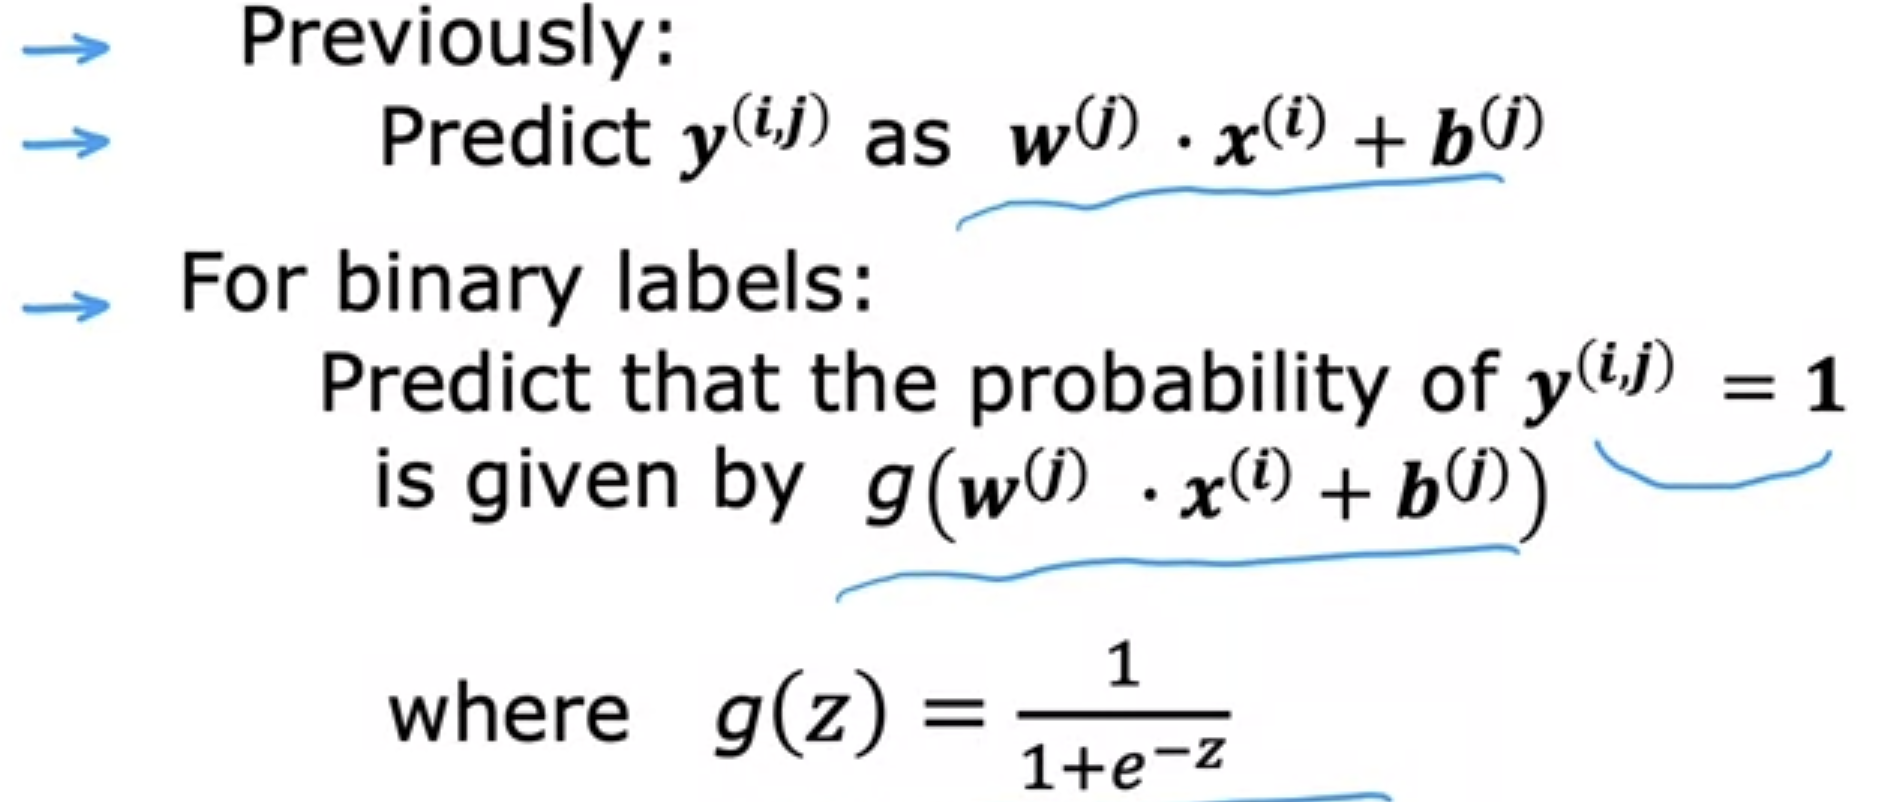 Previously:
Predict y^(i,j) as w^(j) · x^(i) + b^(j)
For binary labels:
Predict that the probability of y^(i,j) = 1
is given by g(w^(j) · x^(i) + b^(j))
where g(z) = 1/(1+e^−z)